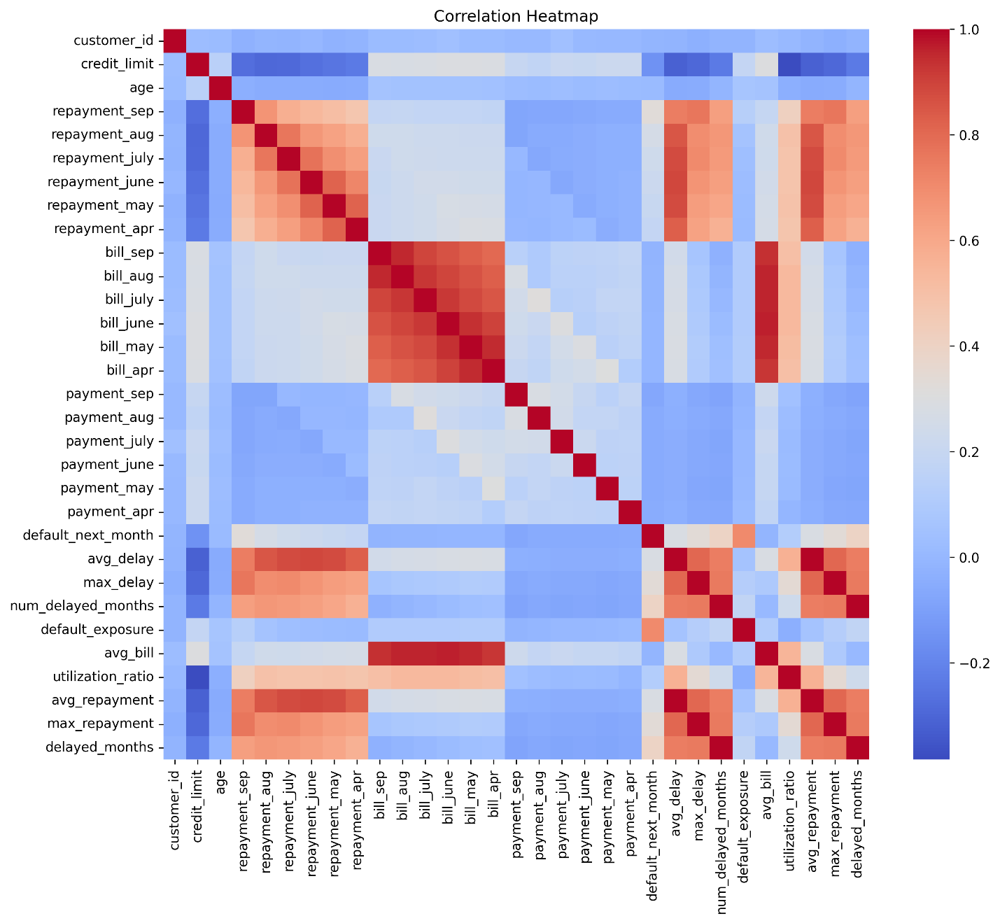 Correlation Heatmap
customer_id
credit_limit
age
repayment_sep
repayment_aug
repayment_july
repayment_june
repayment_may
repayment_apr
bill_sep
bill_aug
bill_july
bill_june
bill_may
bill_apr
payment_sep
payment_aug
payment_july
payment_june
payment_may
payment_apr
default_next_month
avg_delay
max_delay
num_delayed_months
default_exposure
avg_bill
utilization_ratio
avg_repayment
max_repayment
delayed_months
customer_id
credit_limit
age
repayment_sep
repayment_aug
repayment_july
repayment_june
repayment_may
repayment_apr
bill_sep
bill_aug
bill_july
bill_june
bill_may
bill_apr
payment_sep
payment_aug
payment_july
payment_june
payment_may
payment_apr
default_next_month
avg_delay
max_delay
num_delayed_months
default_exposure
avg_bill
utilization_ratio
avg_repayment
max_repayment
delayed_months
1.0
0.8
0.6
0.4
0.2
0.0
−0.2